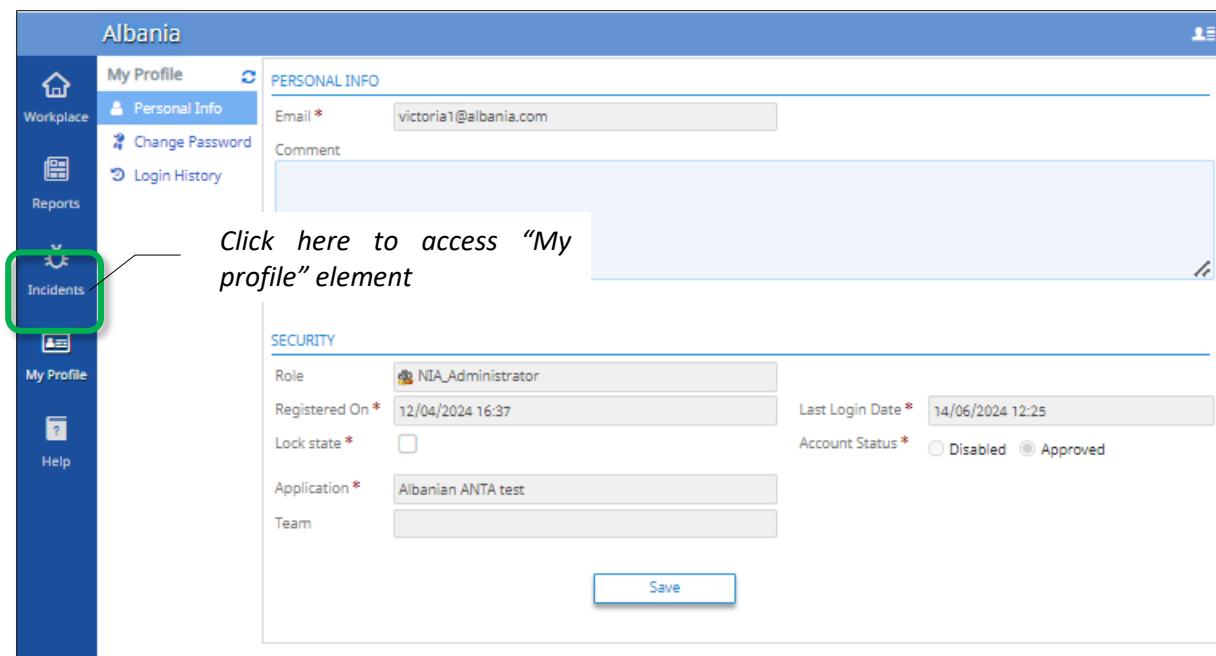 Albania
Workplace
Reports
Incidents
My Profile
Help
My Profile
Personal Info
Change Password
Login History
Click here to access “My
profile” element
PERSONAL INFO
Email * victoria1@albania.com
Comment
SECURITY
Role NIA_Administrator
Registered On * 12/04/2024 16:37 Last Login Date * 14/06/2024 12:25
Lock state * Account Status * Disabled Approved
Application * Albanian ANTA test
Team
Save